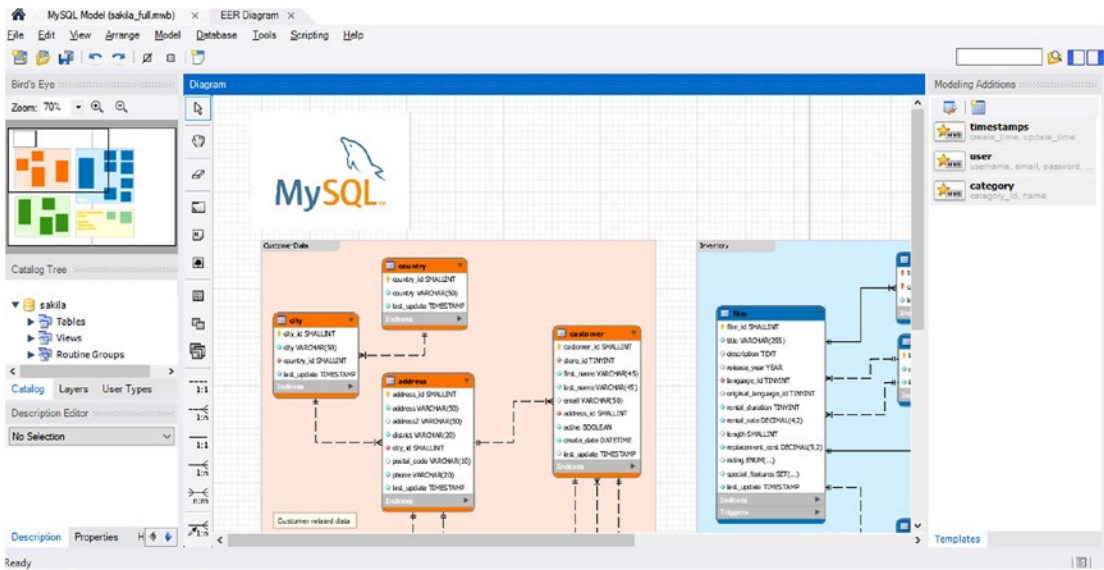 MySQL Model (sakila_full.mwb) × EER Diagram ×
File Edit View Arrange Model Database Tools Scripting Help
Bird's Eye
Zoom: 70%
Catalog Tree
sakila
Tables
Views
Routine Groups
Catalog Layers User Types
Description Editor
No Selection
Description Properties H
Ready
Diagram
1:1
1:n
1:1
1:n
n:m
1:n
MySQL
Customer Data
country
country_id SMALLINT
country VARCHAR(50)
last_update TIMESTAMP
Indexes
city
city_id SMALLINT
city VARCHAR(50)
country_id SMALLINT
last_update TIMESTAMP
Indexes
address
address_id SMALLINT
address VARCHAR(50)
address2 VARCHAR(50)
district VARCHAR(20)
city_id SMALLINT
postal_code VARCHAR(10)
phone VARCHAR(20)
last_update TIMESTAMP
Indexes
customer
customer_id SMALLINT
store_id TINYINT
first_name VARCHAR(45)
last_name VARCHAR(45)
email VARCHAR(50)
address_id SMALLINT
active BOOLEAN
create_date DATETIME
last_update TIMESTAMP
Indexes
Customer related data
Inventory
film
film_id SMALLINT
title VARCHAR(255)
description TEXT
release_year YEAR
language_id TINYINT
original_language_id TINYINT
rental_duration TINYINT
rental_rate DECIMAL(4,2)
length SMALLINT
replacement_cost DECIMAL(5,2)
rating ENUM(...)
special_features SET(...)
last_update TIMESTAMP
Indexes
Triggers
Modeling Additions
timestamps
create_time, update_time
user
username, email, password, ...
category
category_id, name
Templates